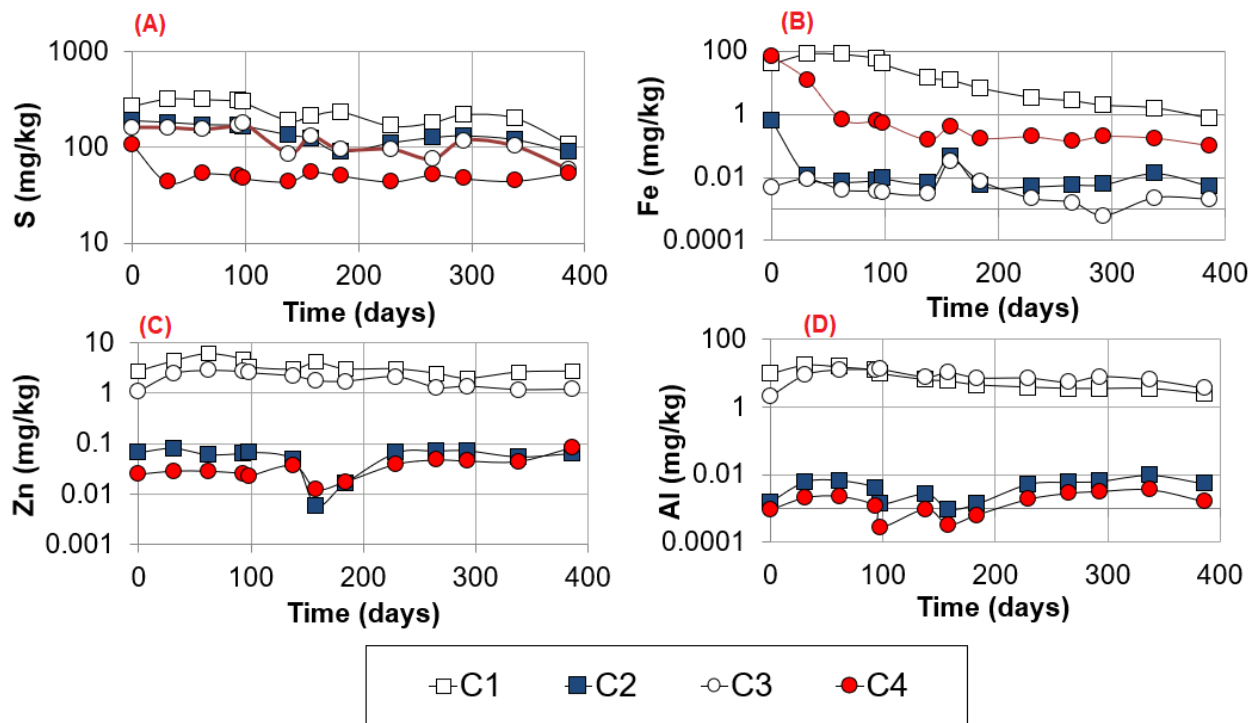 (A)
S (mg/kg)
1000
100
10
0 100 200 300 400
Time (days)
(B)
Fe (mg/kg)
100
1
0.01
0.0001
0 100 200 300 400
Time (days)
(C)
Zn (mg/kg)
10
1
0.1
0.01
0.001
0 100 200 300 400
Time (days)
(D)
Al (mg/kg)
100
1
0.01
0.0001
0 100 200 300 400
Time (days)
C1 C2 C3 C4